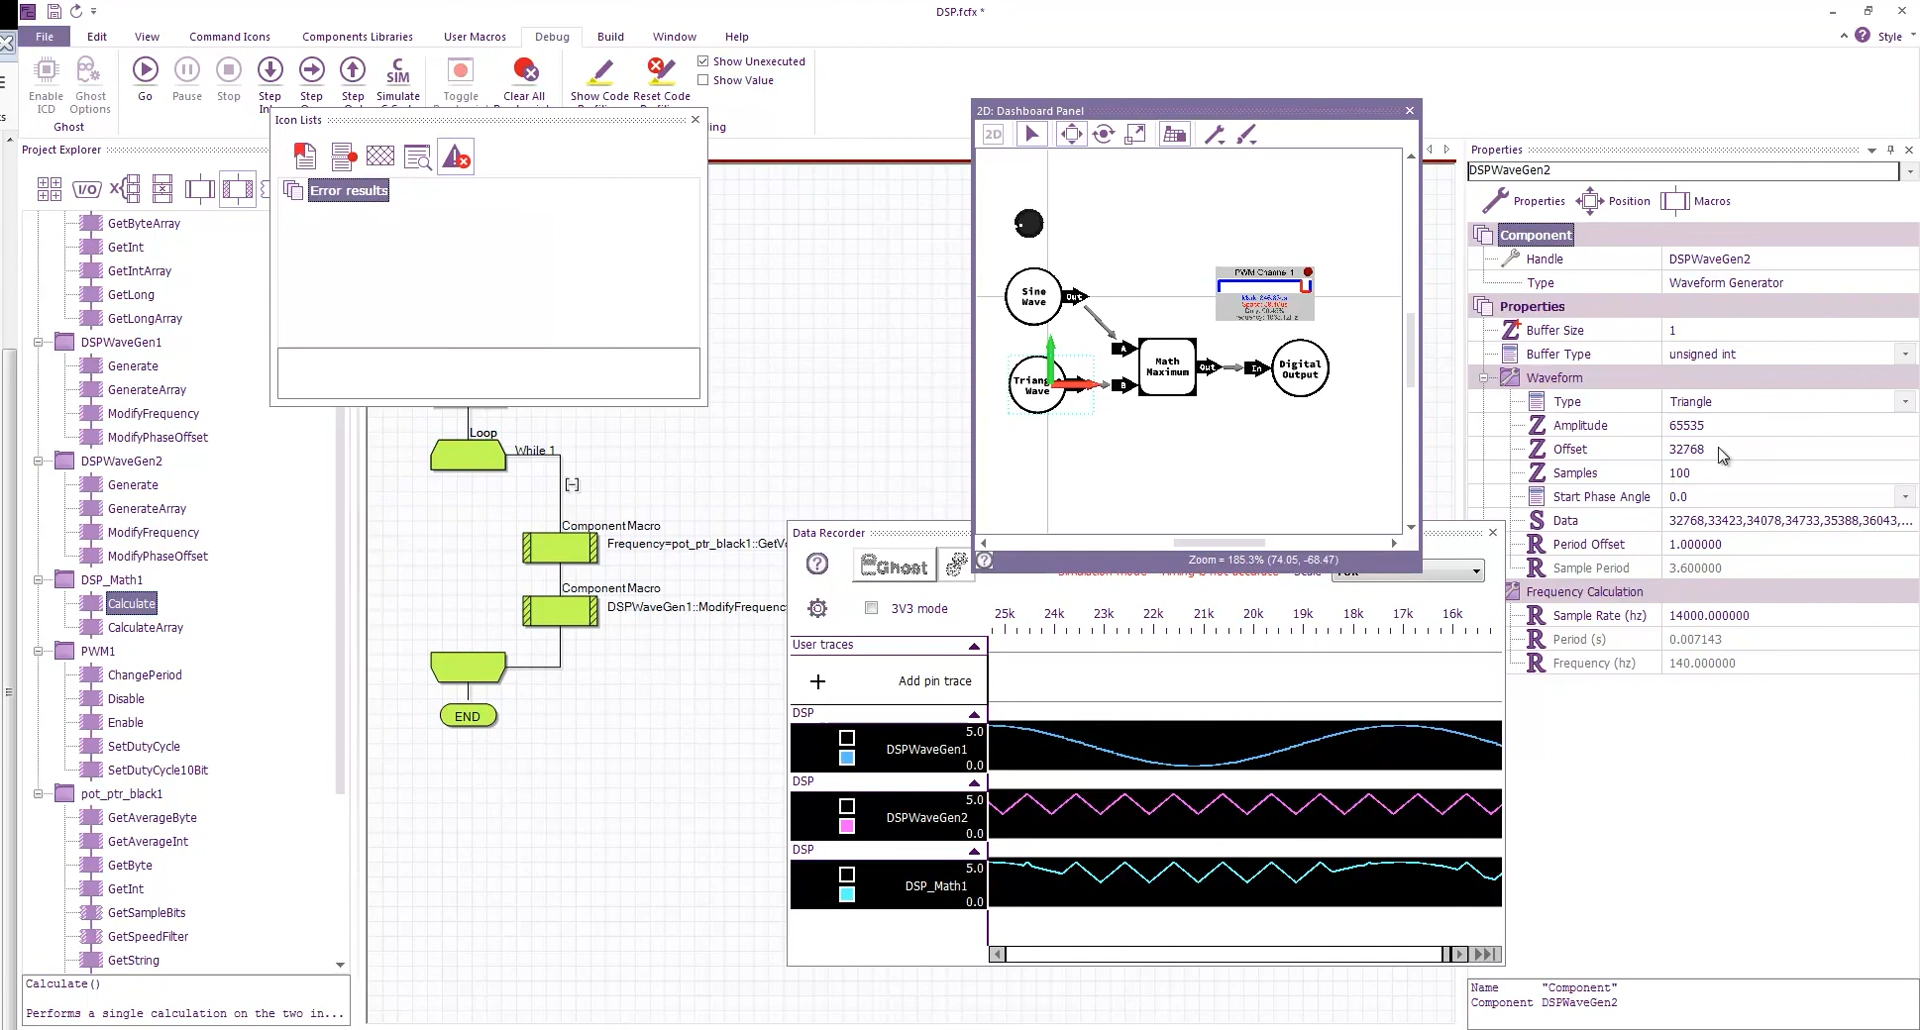 DSP.fcfx *
File Edit View Command Icons Components Libraries User Macros Debug Build Window Help
Style
Enable ICD
Ghost Options
Go
Pause
Stop
Step
Step
Step
C SIM Simulate
Toggle
Clear All
Show Code
Reset Code
Show Unexecuted
Show Value
Ghost
Project Explorer
I/O
GetByteArray
GetInt
GetIntArray
GetLong
GetLongArray
DSPWaveGen1
Generate
GenerateArray
ModifyFrequency
ModifyPhaseOffset
DSPWaveGen2
Generate
GenerateArray
ModifyFrequency
ModifyPhaseOffset
DSP_Math1
Calculate
CalculateArray
PWM1
ChangePeriod
Disable
Enable
SetDutyCycle
SetDutyCycle10Bit
pot_ptr_black1
GetAverageByte
GetAverageInt
GetByte
GetInt
GetSampleBits
GetSpeedFilter
GetString
Calculate()
Performs a single calculation on the two in...
Icon Lists
Error results
Loop
While 1
[-]
Component Macro
Frequency=pot_ptr_black1::GetV
Component Macro
DSPWaveGen1::ModifyFrequenc
END
2D: Dashboard Panel
2D
Sine Wave
Out
PWM Channel 1
Wave
A
B
Math Maximum
Out
In
Digital Output
Zoom = 185.3% (74.05, -68.47)
Data Recorder
eGhost
3V3 mode
25k 24k 23k 22k 21k 20k 19k 18k 17k 16k
User traces
+ Add pin trace
DSP
DSPWaveGen1
5.0
0.0
DSP
DSPWaveGen2
5.0
0.0
DSP
DSP_Math1
5.0
0.0
Properties
DSPWaveGen2
Properties Position Macros
Component
Handle DSPWaveGen2
Type Waveform Generator
Properties
Buffer Size 1
Buffer Type unsigned int
Waveform
Type Triangle
Amplitude 65535
Offset 32768
Samples 100
Start Phase Angle 0.0
Data 32768,33423,34078,34733,35388,36043,...
Period Offset 1.000000
Sample Period 3.600000
Frequency Calculation
Sample Rate (hz) 14000.000000
Period (s) 0.007143
Frequency (hz) 140.000000
Name "Component"
Component DSPWaveGen2